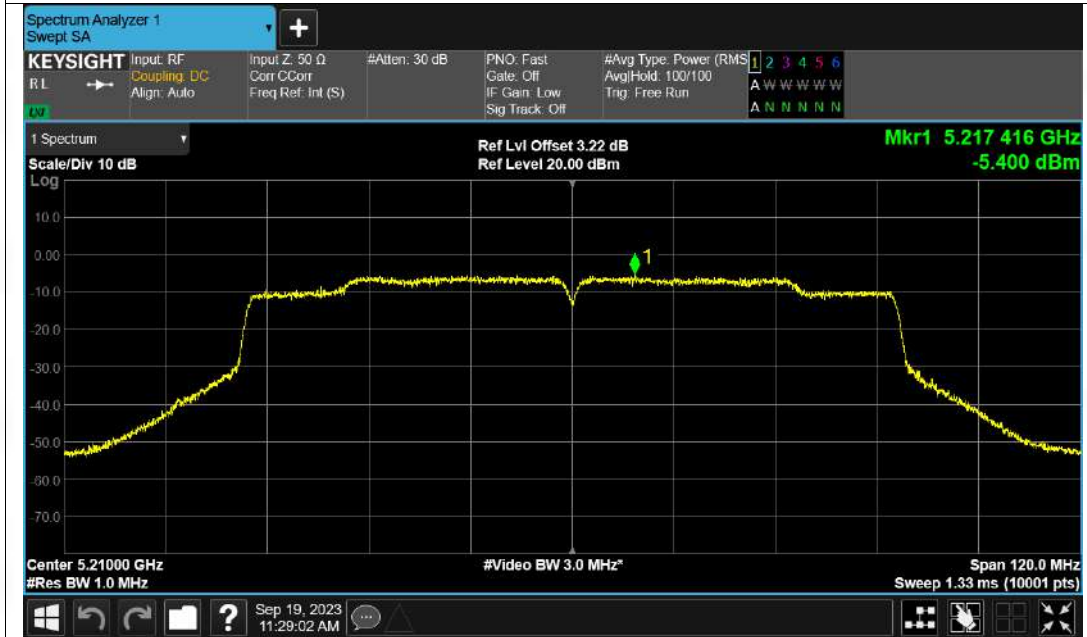 Spectrum Analyzer 1
Swept SA
+
KEYSIGHT Input: RF Input Z: 50 Ω #Atten: 30 dB PNO: Fast #Avg Type: Power (RMS 1 2 3 4 5 6
R L Coupling: DC Corr CCorr Gate: Off Avg|Hold: 100/100 A W W W W W
Align: Auto Freq Ref: Int (S) IF Gain: Low Trig: Free Run
Sig Track: Off A N N N N N
LXI
1 Spectrum Ref Lvl Offset 3.22 dB Mkr1 5.217 416 GHz
Scale/Div 10 dB Ref Level 20.00 dBm -5.400 dBm
Log
10.0
0.00
1
-10.0
-20.0
-30.0
-40.0
-50.0
-60.0
-70.0
Center 5.21000 GHz #Video BW 3.0 MHz* Span 120.0 MHz
#Res BW 1.0 MHz Sweep 1.33 ms (10001 pts)
? Sep 19, 2023
11:29:02 AM